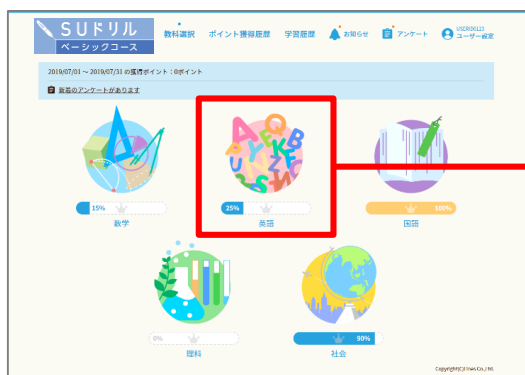 SUドリル
ベーシックコース
教科選択 ポイント獲得履歴 学習履歴 お知らせ アンケート ユーザー設定
2019/07/01 ~ 2019/07/31 の獲得ポイント：0ポイント
新着のアンケートがあります
15% 25% 100%
数学 英語 国語
0% 90%
理科 社会